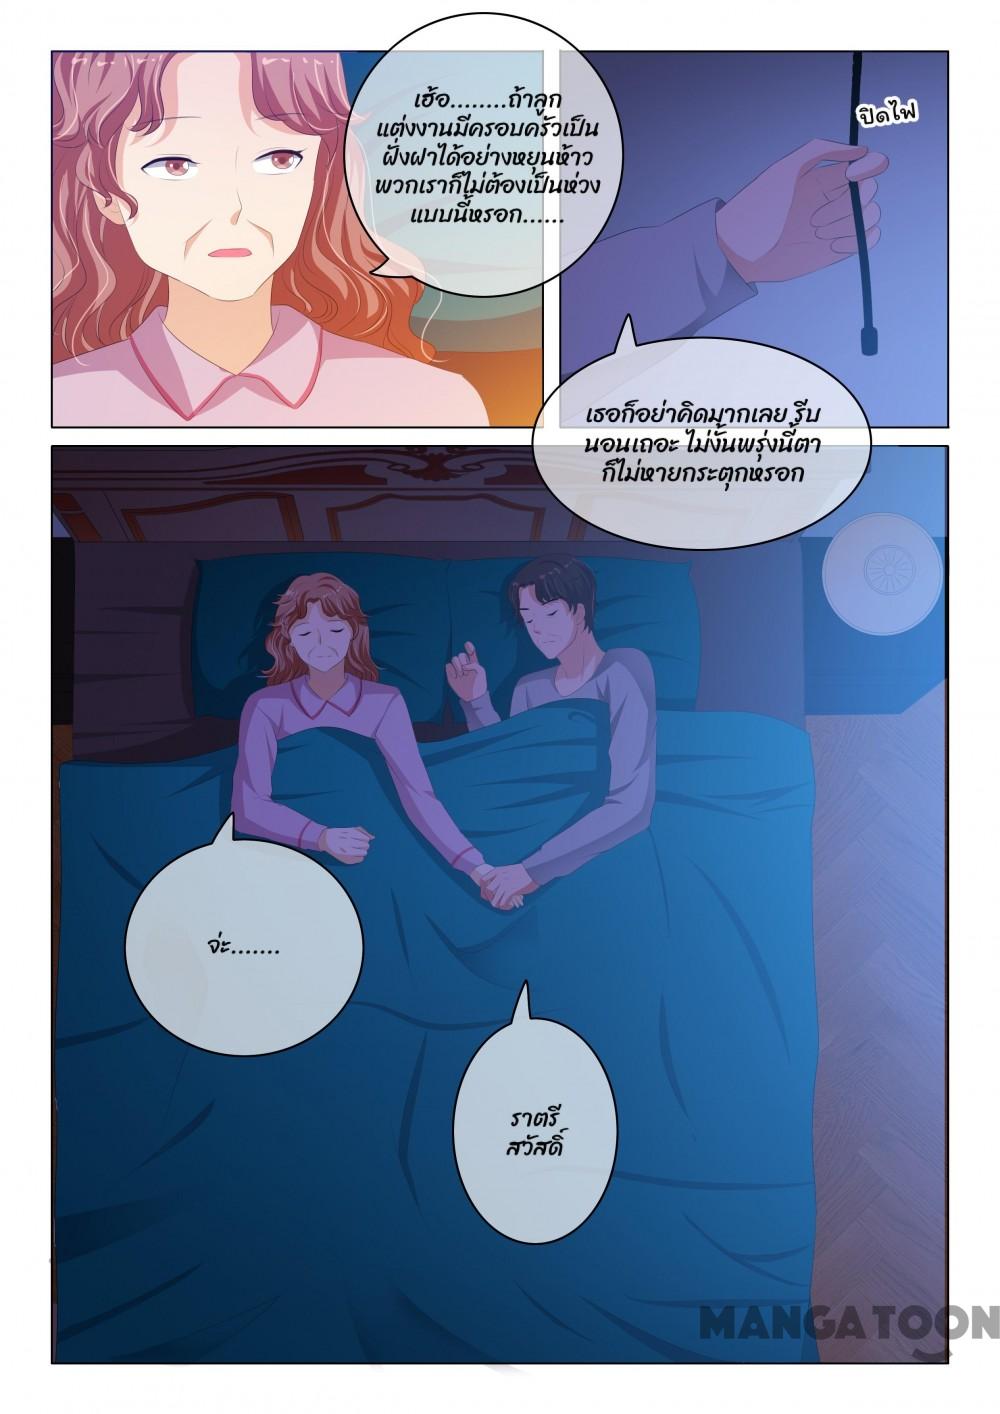 เฮ้อ........ถ้าลูก
แต่งงานมีครอบครัวเป็น
ฝั่งฝาได้อย่างหยุนห้าว
พวกเราก็ไม่ต้องเป็นห่วง
แบบนี้หรอก......
ปิดไฟ
เธอก็อย่าคิดมากเลย รีบ
นอนเถอะ ไม่งั้นพรุ่งนี้ตา
ก็ไม่หายกระตุกหรอก
จ่ะ.......
ราตรี
สวัสดิ์
MANGATOON